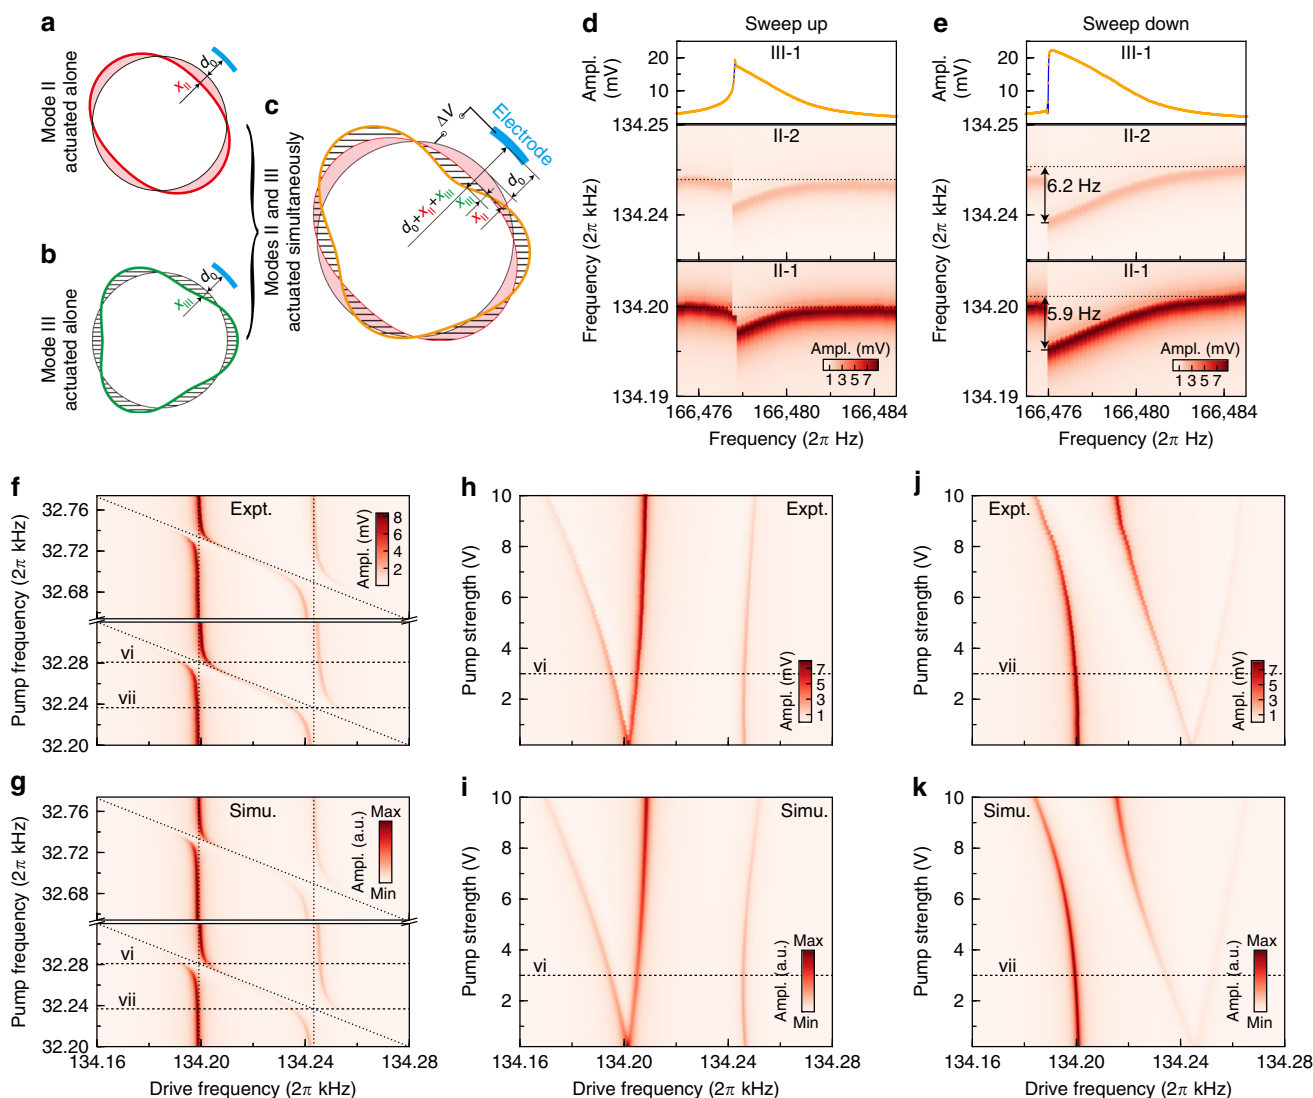 a
Mode II
actuated alone
d0
xII
b
Mode III
actuated alone
d0
xIII
Modes II and III
actuated simultaneously
c
ΔV
Electrode
d0
d0+xII+xIII
xIII
xII
d
Sweep up
III-1
Ampl.
(mV)
20
10
134.25
II-2
134.24
II-1
134.20
134.19
Frequency (2π kHz)
Ampl. (mV)
1 3 5 7
166,476 166,480 166,484
Frequency (2π Hz)
e
Sweep down
III-1
Ampl.
(mV)
20
10
134.25
II-2
6.2 Hz
134.24
II-1
5.9 Hz
134.20
134.19
Frequency (2π kHz)
Ampl. (mV)
1 3 5 7
166,476 166,480 166,484
Frequency (2π Hz)
f
Expt.
Pump frequency (2π kHz)
32.76
32.72
32.68
32.28
32.24
32.20
vi
vii
Ampl. (mV)
8
6
4
2
g
Simu.
Pump frequency (2π kHz)
32.76
32.72
32.68
32.28
32.24
32.20
vi
vii
Ampl. (a.u.)
Max
Min
134.16 134.20 134.24 134.28
Drive frequency (2π kHz)
h
Expt.
Pump strength (V)
10
8
6
4
2
vi
Ampl. (mV)
7
5
3
1
i
Simu.
Pump strength (V)
10
8
6
4
2
vi
Ampl. (a.u.)
Max
Min
134.20 134.24 134.28
Drive frequency (2π kHz)
j
Expt.
Pump strength (V)
10
8
6
4
2
vii
Ampl. (mV)
7
5
3
1
k
Simu.
Pump strength (V)
10
8
6
4
2
vii
Ampl. (a.u.)
Max
Min
134.16 134.20 134.24 134.28
Drive frequency (2π kHz)